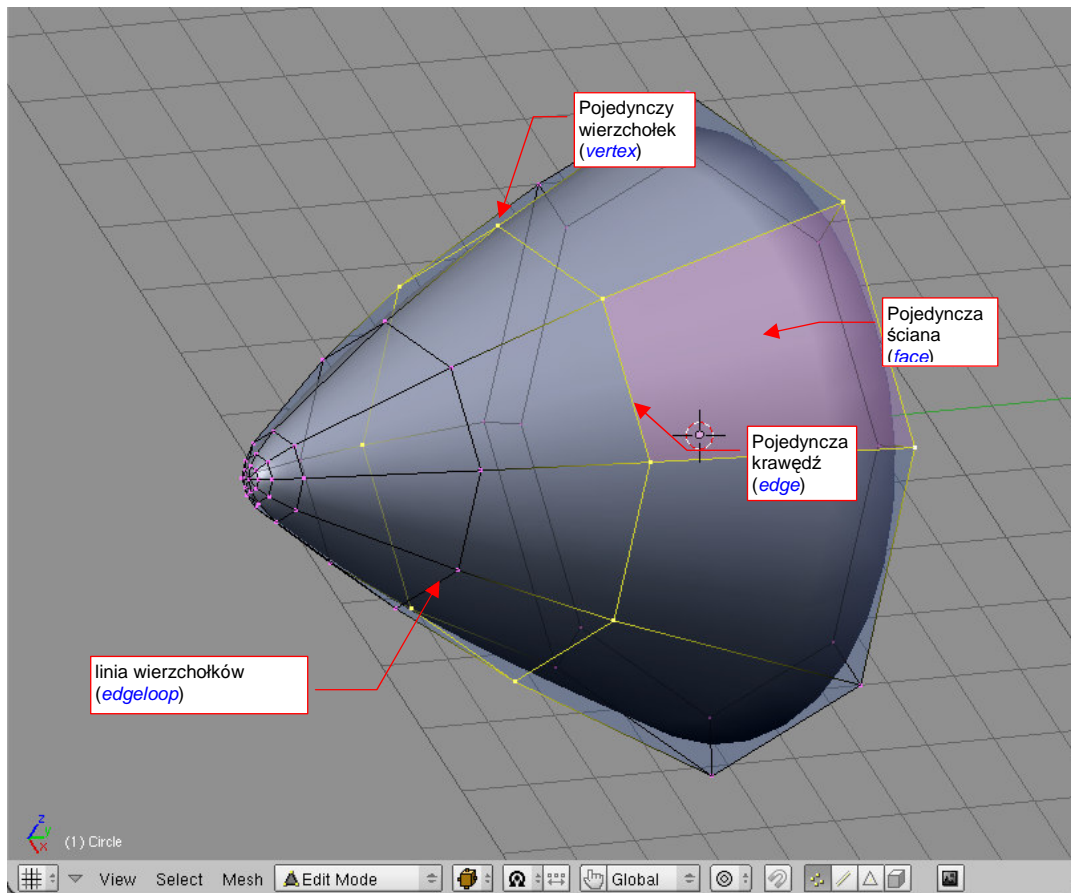 Pojedynczy
wierzchołek
(vertex)
Pojedyncza
ściana
(face)
Pojedyncza
krawędź
(edge)
linia wierzchołków
(edgeloop)
z
y
x
(1) Circle
View Select Mesh Edit Mode Global